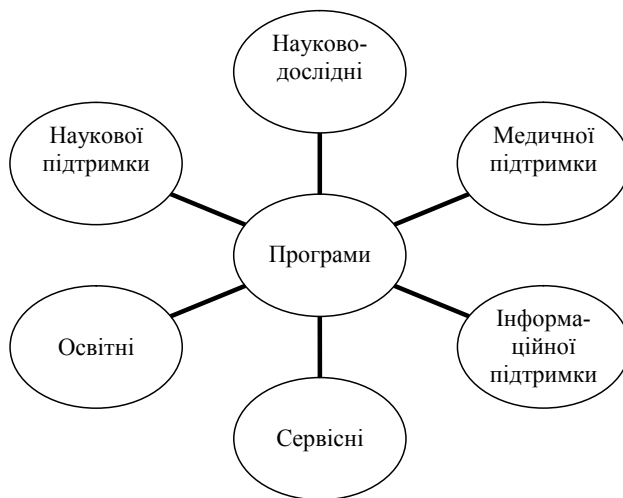 Науково-
дослідні
Наукової
підтримки
Медичної
підтримки
Програми
Освітні
Інформа-
ційної
підтримки
Сервісні